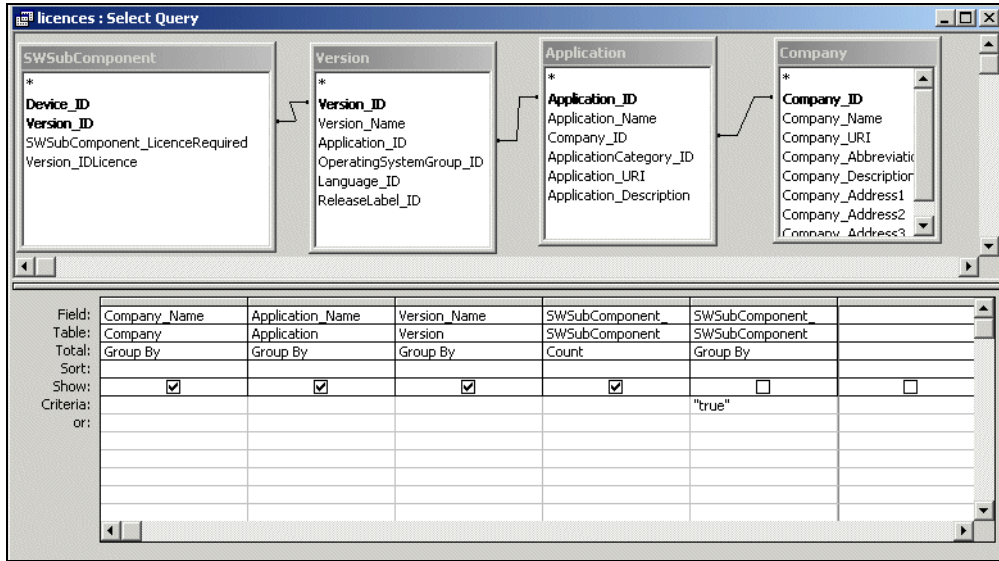 licences : Select Query
SWSubComponent
*
Device_ID
Version_ID
SWSubComponent_LicenceRequired
Version_IDLicence
Version
*
Version_ID
Version_Name
Application_ID
OperatingSystemGroup_ID
Language_ID
ReleaseLabel_ID
Application
*
Application_ID
Application_Name
Company_ID
ApplicationCategory_ID
Application_URI
Application_Description
Company
*
Company_ID
Company_Name
Company_URI
Company_Abbreviatic
Company_Description
Company_Address1
Company_Address2
Company_Address3
Field: Company_Name Application_Name Version_Name SWSubComponent_ SWSubComponent_
Table: Company Application Version SWSubComponent SWSubComponent
Total: Group By Group By Group By Count Group By
Sort:
Show:
Criteria: "true"
or: